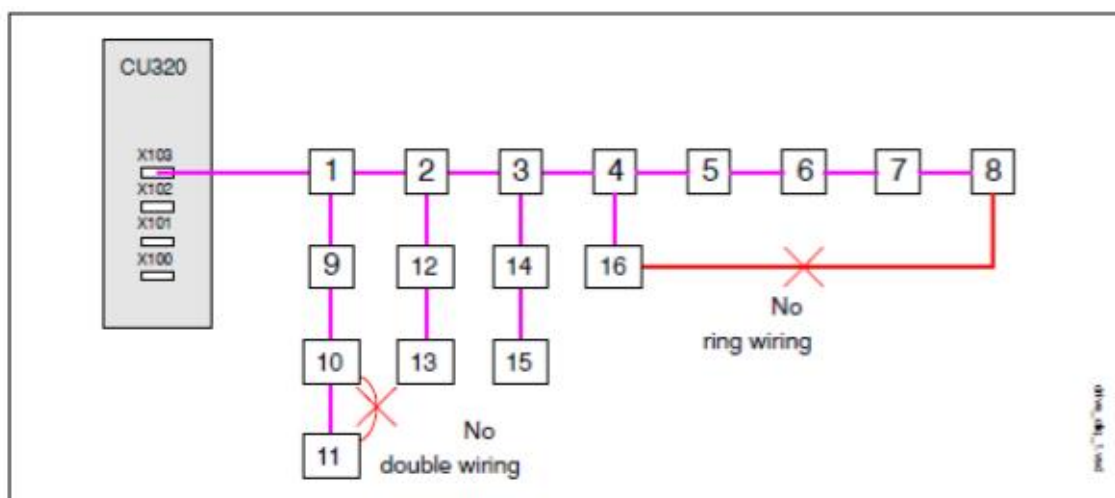 CU320
X103
X102
X101
X100
1 2 3 4 5 6 7 8
9 12 14 16
No
ring wiring
10 13 15
No
double wiring
11